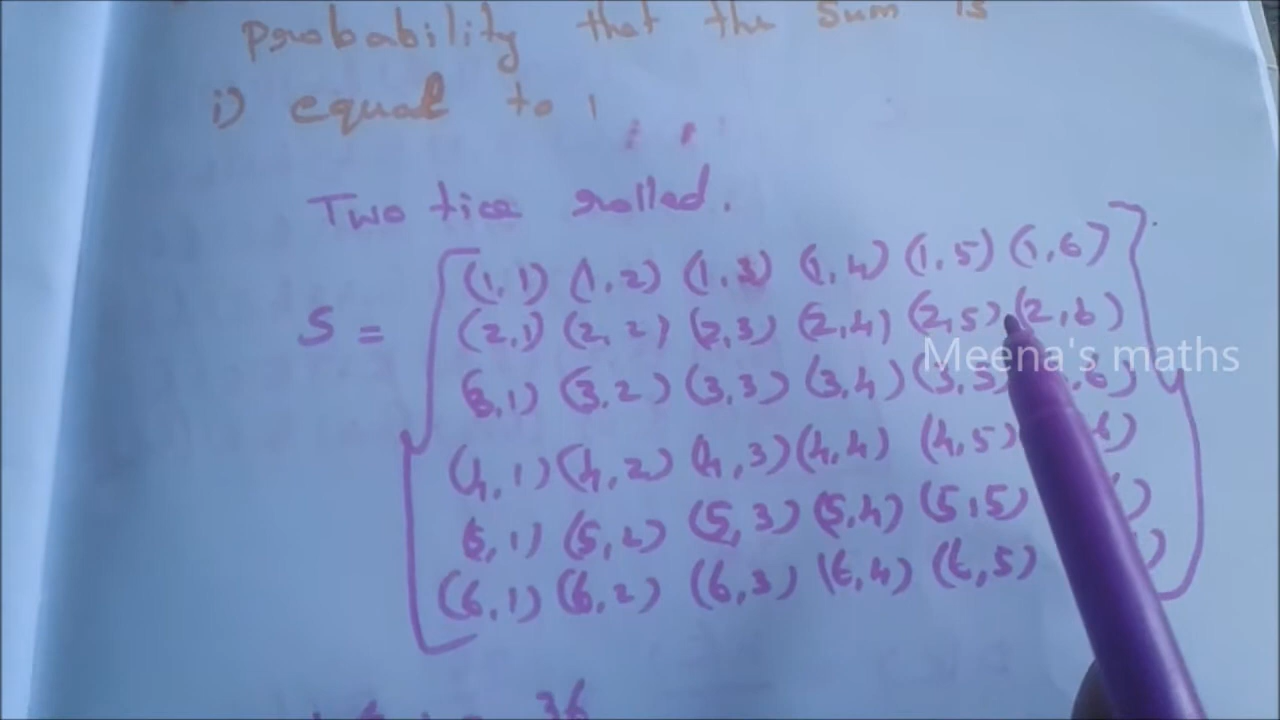 probability that the sum is
i) equal to 1
Two tice rolled.
S =
(1,1) (1,2) (1,3) (1,4) (1,5) (1,6)
(2,1) (2,2) (2,3) (2,4) (2,5) (2,6)
(3,1) (3,2) (3,3) (3,4) (3,5) ,6)
(4,1) (4,2) (4,3) (4,4) (4,5)
(5,1) (5,2) (5,3) (5,4) (5,5)
(6,1) (6,2) (6,3) (6,4) (6,5)
36
Meena's maths